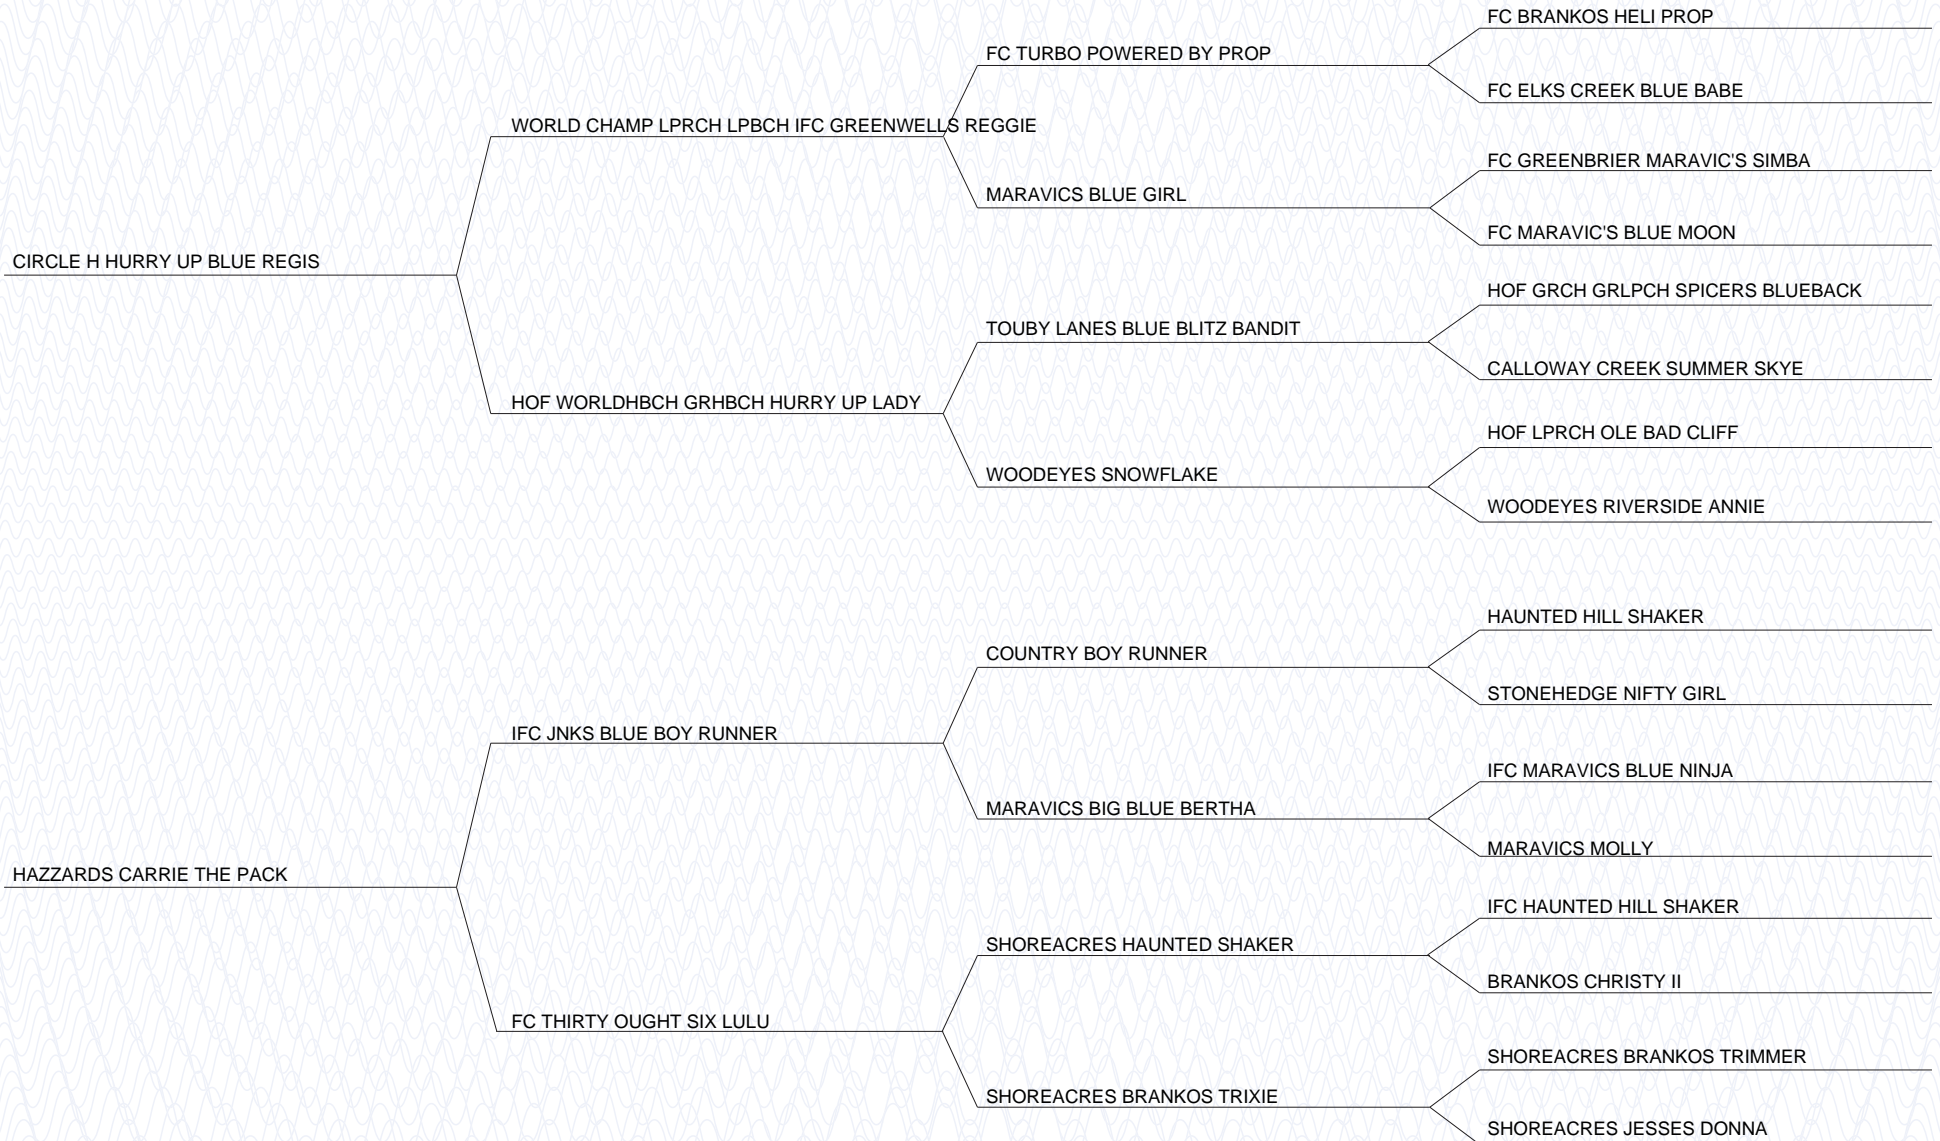 FC BRANKOS HELI PROP
FC TURBO POWERED BY PROP
FC ELKS CREEK BLUE BABE
WORLD CHAMP LPRCH LPBCH IFC GREENWELLS REGGIE
FC GREENBRIER MARAVIC'S SIMBA
MARAVICS BLUE GIRL
FC MARAVIC'S BLUE MOON
CIRCLE H HURRY UP BLUE REGIS
HOF GRCH GRLPCH SPICERS BLUEBACK
TOUBY LANES BLUE BLITZ BANDIT
CALLOWAY CREEK SUMMER SKYE
HOF WORLDHBCH GRHBCH HURRY UP LADY
HOF LPRCH OLE BAD CLIFF
WOODEYES SNOWFLAKE
WOODEYES RIVERSIDE ANNIE
HAUNTED HILL SHAKER
COUNTRY BOY RUNNER
STONEHEDGE NIFTY GIRL
IFC JNKS BLUE BOY RUNNER
IFC MARAVICS BLUE NINJA
MARAVICS BIG BLUE BERTHA
MARAVICS MOLLY
HAZZARDS CARRIE THE PACK
IFC HAUNTED HILL SHAKER
SHOREACRES HAUNTED SHAKER
BRANKOS CHRISTY II
FC THIRTY OUGHT SIX LULU
SHOREACRES BRANKOS TRIMMER
SHOREACRES BRANKOS TRIXIE
SHOREACRES JESSES DONNA